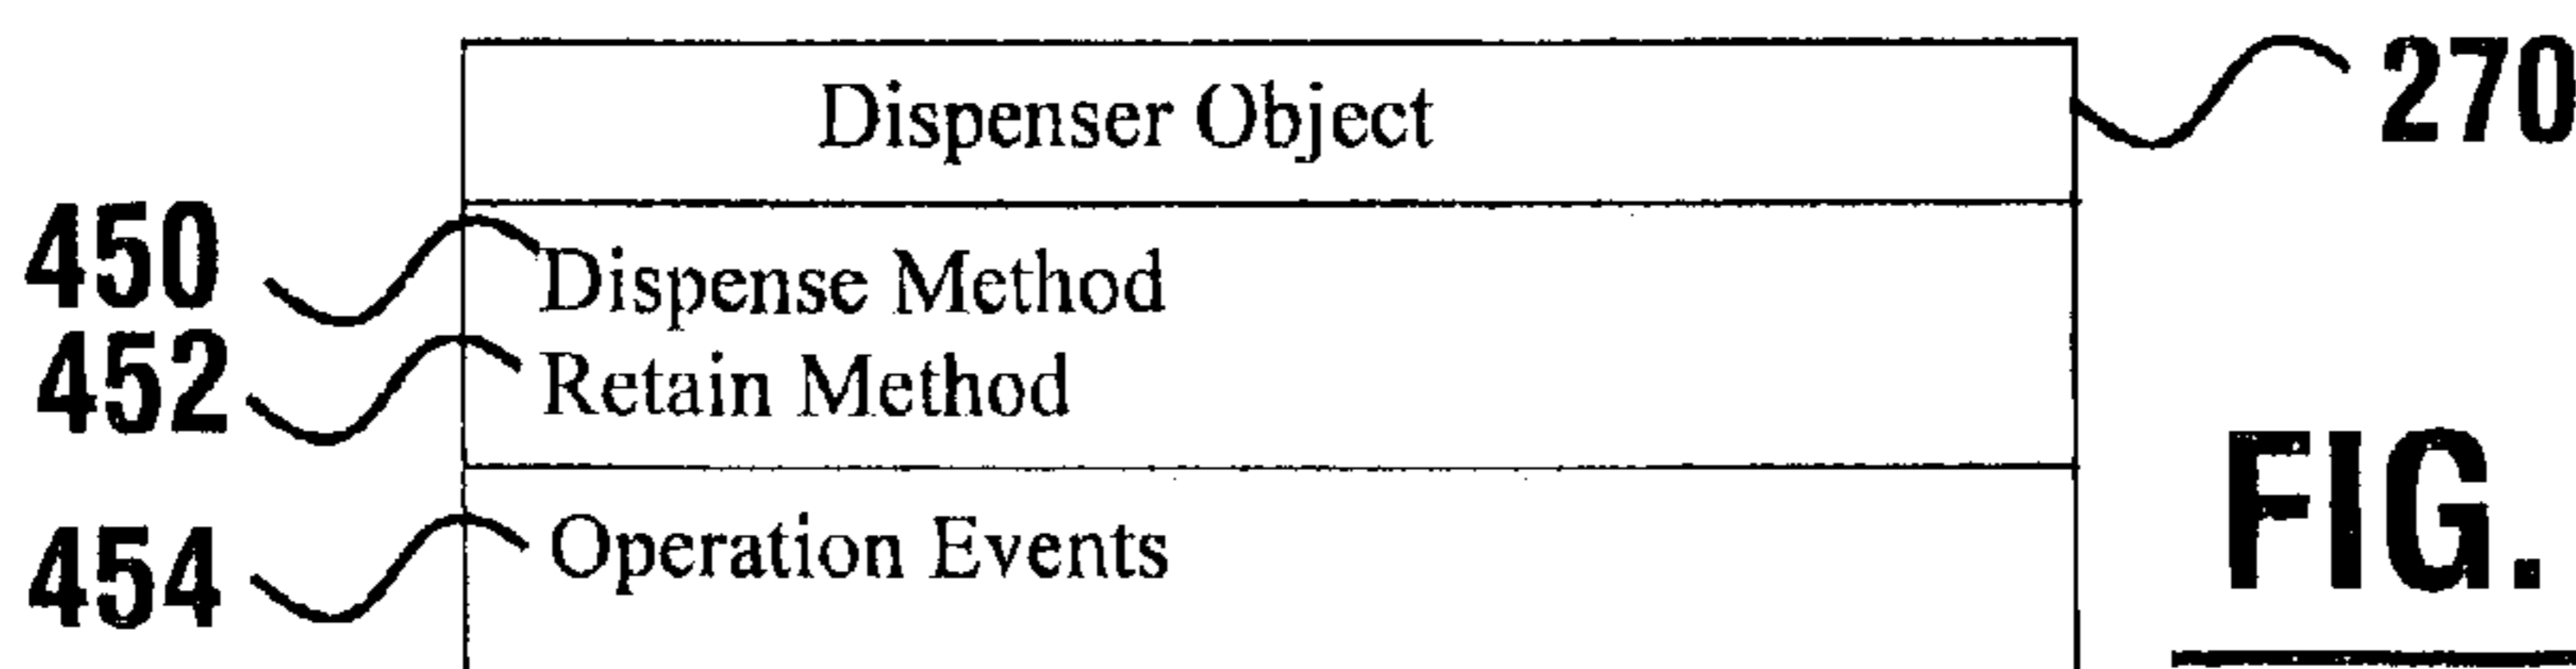 Dispenser Object 270
450 Dispense Method
452 Retain Method
454 Operation Events
FIG.